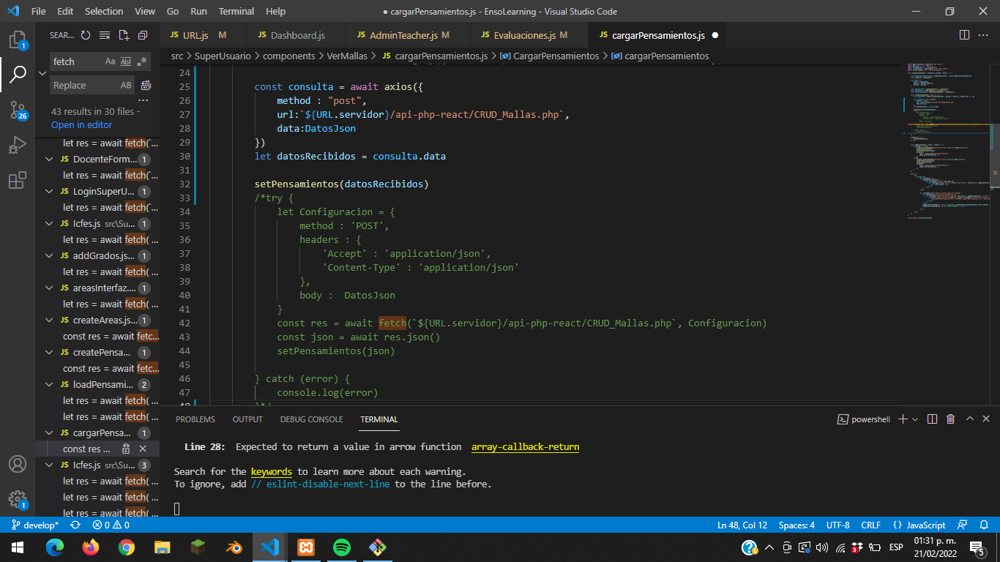 File Edit Selection View Go Run Terminal Help
● cargarPensamientos.js - EnsoLearning - Visual Studio Code
SEAR...
JS URL.js M
JS Dashboard.js
JS AdminTeacher.js M
JS Evaluaciones.js M
JS cargarPensamientos.js ●
src > SuperUsuario > components > VerMallas > JS cargarPensamientos.js > CargarPensamientos > cargarPensamientos
1
26
1
fetch
Aa Abl .*
Replace
AB
43 results in 30 files -
Open in editor
let res = await fetch(`...
JS DocenteForm... 1
let res = await fetch(`...
JS LoginSuperU... 1
let res = await fetch(`...
JS Icfes.js src\Su... 1
let res = await fetch( ...
JS addGrados.js... 1
let res = await fetch( ...
JS areasInterfaz.... 1
let res = await fetch( ...
JS createAreas.js... 1
const res = await fetc...
JS createPensa... 1
const res = await fetc...
JS loadPensami... 2
let res = await fetch( ...
let res = await fetch( ...
JS cargarPensa... 1
const res ...
JS Icfes.js src\Su... 3
let res = await fetch( ...
let res = await fetch( ...
let res = await fetch( ...
24
25 const consulta = await axios({
26 method : "post",
27 url:`${URL.servidor}/api-php-react/CRUD_Mallas.php`,
28 data:DatosJson
29 })
30 let datosRecibidos = consulta.data
31
32 setPensamientos(datosRecibidos)
33 /*try {
34 let Configuracion = {
35 method : 'POST',
36 headers : {
37 'Accept' : 'application/json',
38 'Content-Type' : 'application/json'
39 },
40 body :  DatosJson
41 }
42 const res = await fetch(`${URL.servidor}/api-php-react/CRUD_Mallas.php`, Configuracion)
43 const json = await res.json()
44 setPensamientos(json)
45
46 } catch (error) {
47 console.log(error)
48 }*/
PROBLEMS OUTPUT DEBUG CONSOLE TERMINAL
powershell
Line 28:  Expected to return a value in arrow function  array-callback-return
Search for the keywords to learn more about each warning.
To ignore, add // eslint-disable-next-line to the line before.
develop* 0 0
Ln 48, Col 12 Spaces: 4 UTF-8 CRLF {} JavaScript
ESP
01:31 p. m.
21/02/2022
5